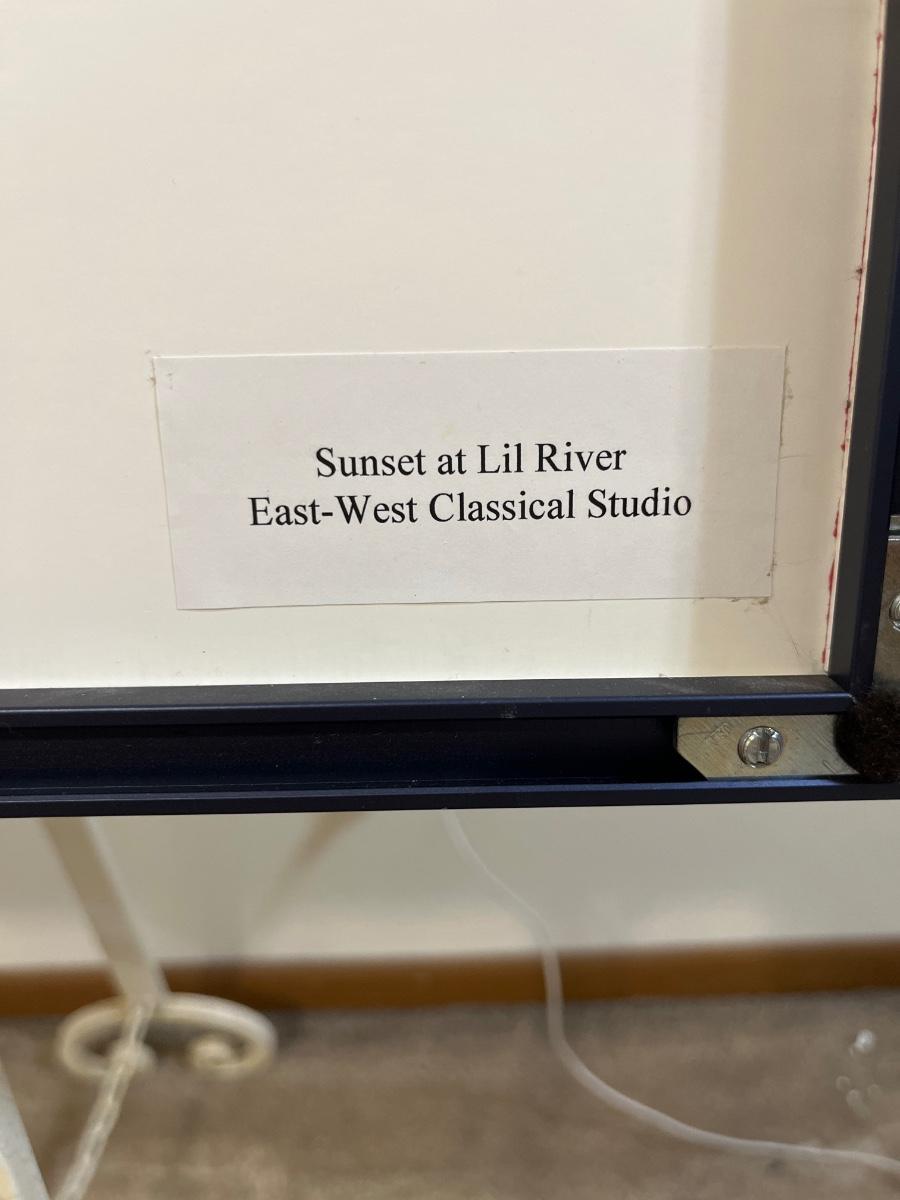 Sunset at Lil River
East-West Classical Studio